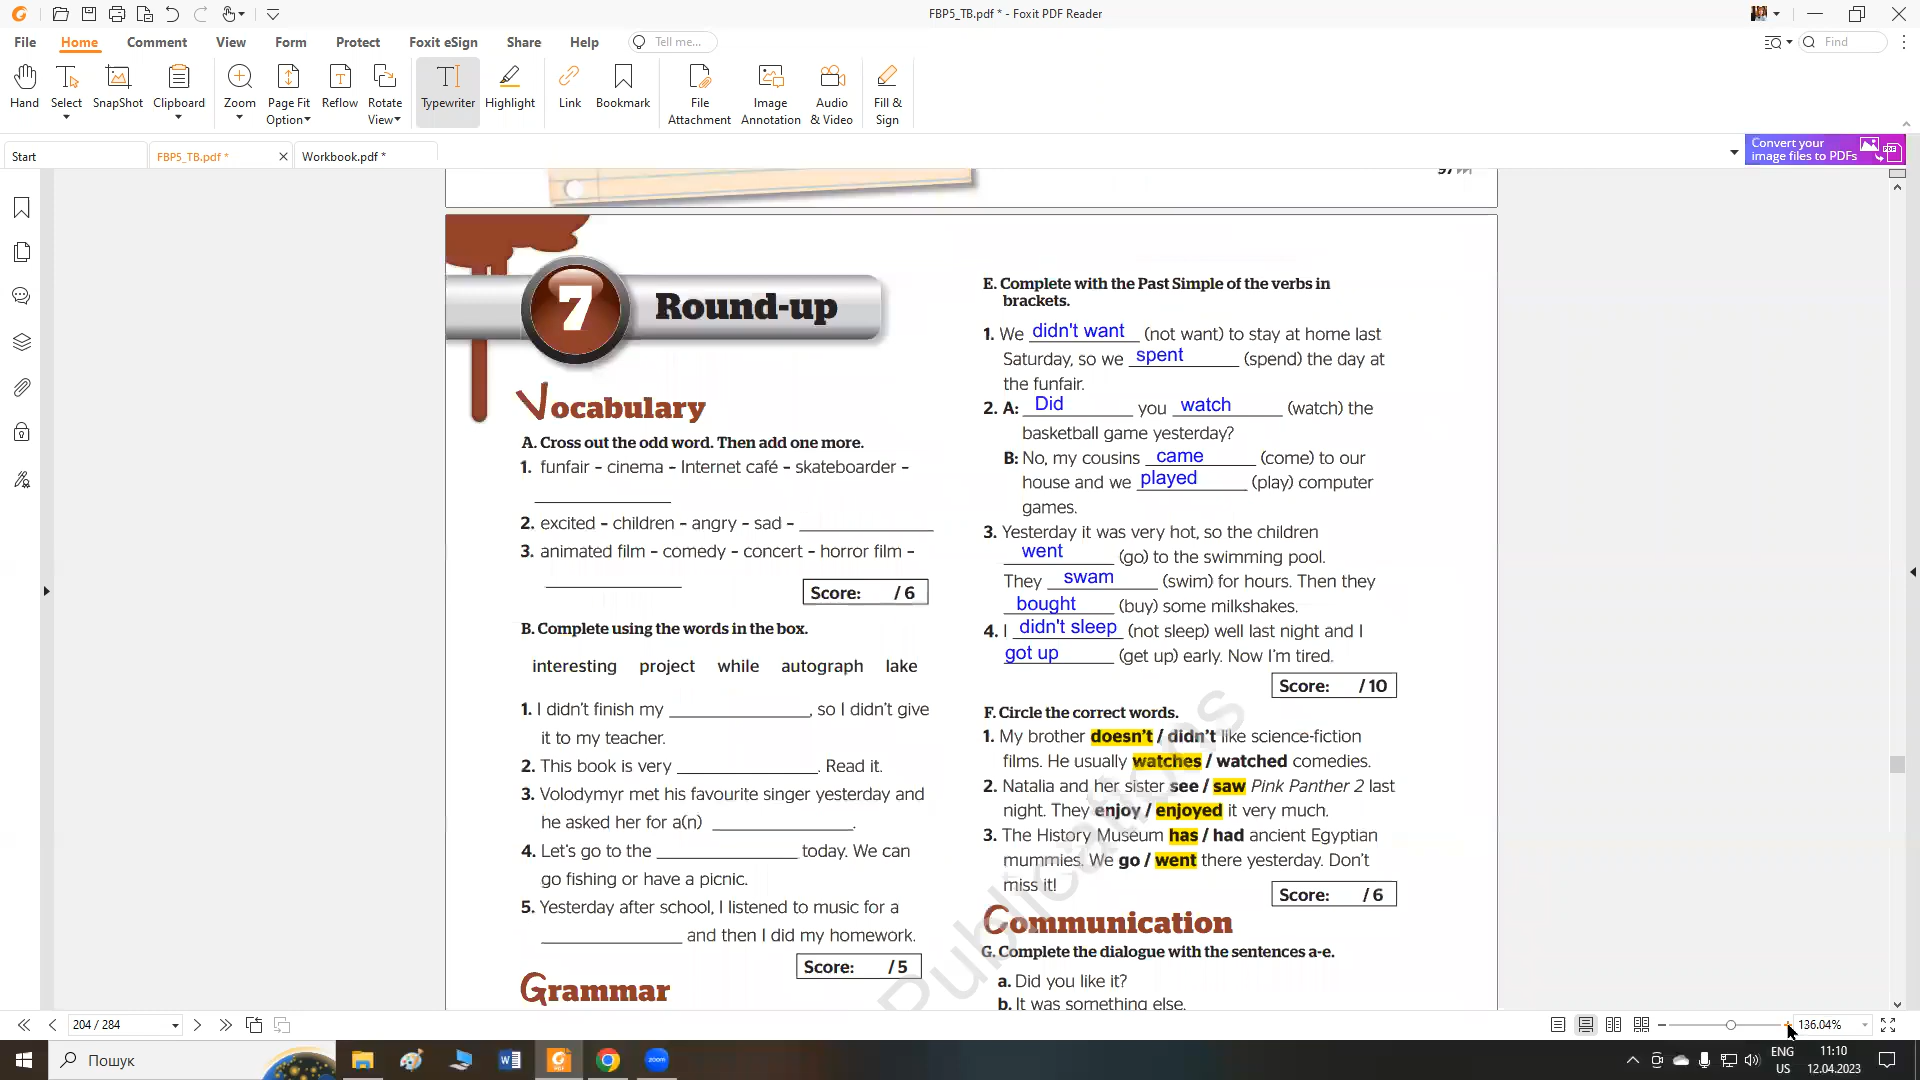 FBP5_TB.pdf * - Foxit PDF Reader
File Home Comment View Form Protect Foxit eSign Share Help Tell me... Find
Hand Select SnapShot Clipboard Zoom Page Fit Option Reflow Rotate View Typewriter Highlight Link Bookmark File Attachment Image Annotation Audio & Video Fill & Sign
Start FBP5_TB.pdf * Workbook.pdf *
Convert your
image files to PDFs
97
7 Round-up
Vocabulary
A. Cross out the odd word. Then add one more.
1. funfair – cinema – Internet café – skateboarder –
2. excited – children – angry – sad –
3. animated film – comedy – concert – horror film –
Score: / 6
B. Complete using the words in the box.
interesting project while autograph lake
1. I didn't finish my , so I didn't give
it to my teacher.
2. This book is very . Read it.
3. Volodymyr met his favourite singer yesterday and
he asked her for a(n) .
4. Let's go to the today. We can
go fishing or have a picnic.
5. Yesterday after school, I listened to music for a
and then I did my homework.
Score: / 5
Grammar
E. Complete with the Past Simple of the verbs in
brackets.
1. We didn't want (not want) to stay at home last
Saturday, so we spent (spend) the day at
the funfair.
2. A: Did you watch (watch) the
basketball game yesterday?
B: No, my cousins came (come) to our
house and we played (play) computer
games.
3. Yesterday it was very hot, so the children
went (go) to the swimming pool.
They swam (swim) for hours. Then they
bought (buy) some milkshakes.
4. I didn't sleep (not sleep) well last night and I
got up (get up) early. Now I'm tired.
Score: / 10
F. Circle the correct words.
1. My brother doesn't / didn't like science-fiction
films. He usually watches / watched comedies.
2. Natalia and her sister see / saw Pink Panther 2 last
night. They enjoy / enjoyed it very much.
3. The History Museum has / had ancient Egyptian
mummies. We go / went there yesterday. Don't
miss it!
Score: / 6
Communication
G. Complete the dialogue with the sentences a-e.
a. Did you like it?
b. It was something else.
Publications
204 / 284
136.04%
Пошук
ENG
US
11:10
12.04.2023